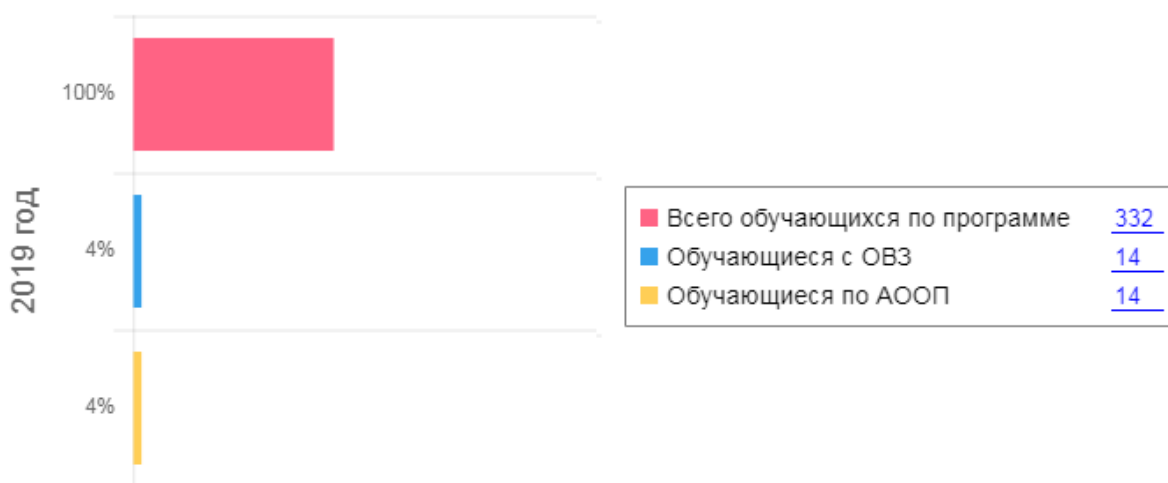 2019 год
100%
4%
4%
Всего обучающихся по программе 332
Обучающиеся с ОВЗ 14
Обучающиеся по АООП 14